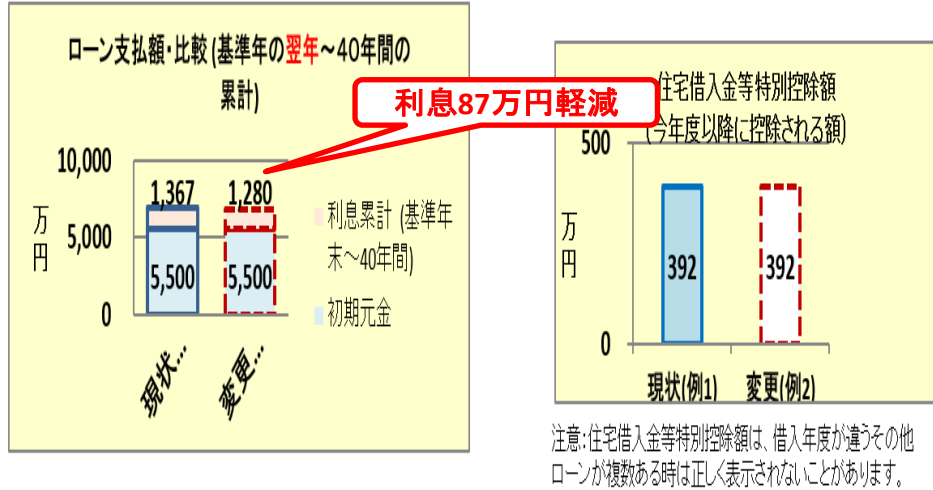 ローン支払額・比較(基準年の翌年～40年間の
累計)
利息87万円軽減
10,000
5,000
0
万
円
1,367
1,280
5,500
5,500
現状...
変更...
利息累計 (基準年
末～40年間)
初期元金
住宅借入金等特別控除額
(今年度以降に控除される額)
500
0
万
円
392
392
現状(例1)
変更(例2)
注意:住宅借入金等特別控除額は、借入年度が違うその他
ローンが複数ある時は正しく表示されないことがあります。